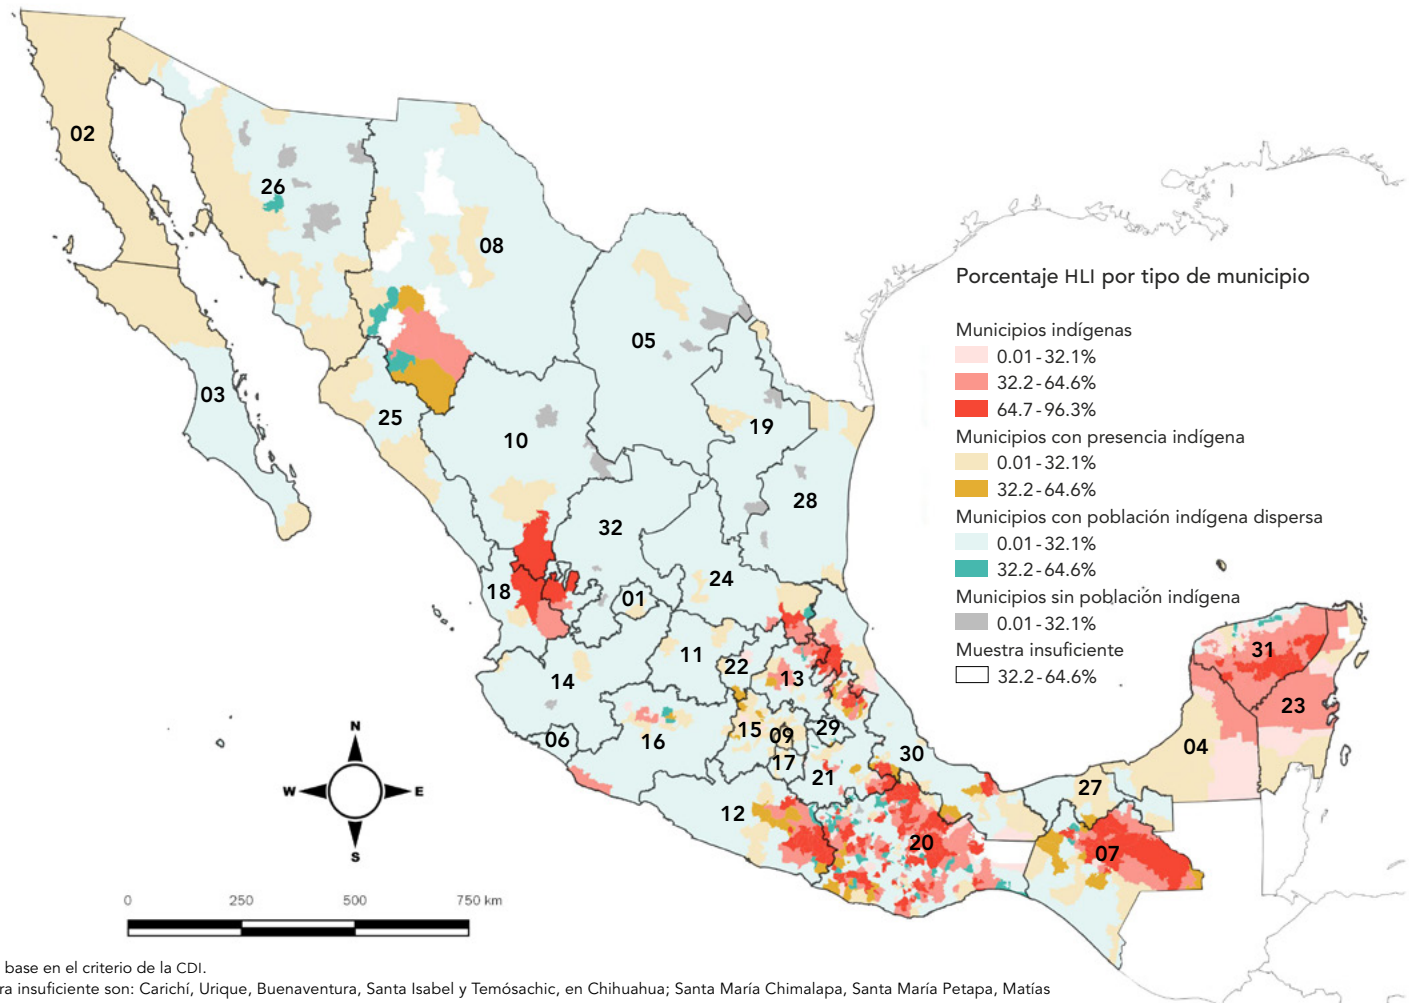 02
26
08
05
03
25
10
19
28
32
18
01
24
11
22
13
14
16
15
09
29
06
17
21
30
12
20
27
07
04
31
23
Porcentaje HLI por tipo de municipio
Municipios indígenas
0.01 - 32.1%
32.2 - 64.6%
64.7 - 96.3%
Municipios con presencia indígena
0.01 - 32.1%
32.2 - 64.6%
Municipios con población indígena dispersa
0.01 - 32.1%
32.2 - 64.6%
Municipios sin población indígena
0.01 - 32.1%
Muestra insuficiente
32.2 - 64.6%
N
W E
S
0 250 500 750 km
base en el criterio de la CDI.
insuficiente son: Carichí, Urique, Buenaventura, Santa Isabel y Temósachic, en Chihuahua; Santa María Chimalapa, Santa María Petapa, Matías